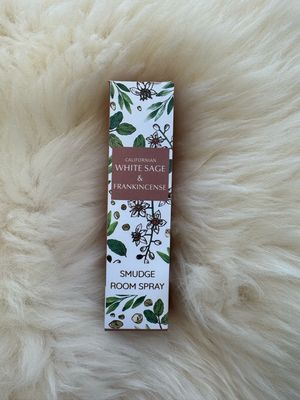 CALIFORNIAN
WHITE SAGE
&
FRANKINCENSE
SMUDGE
ROOM SPRAY